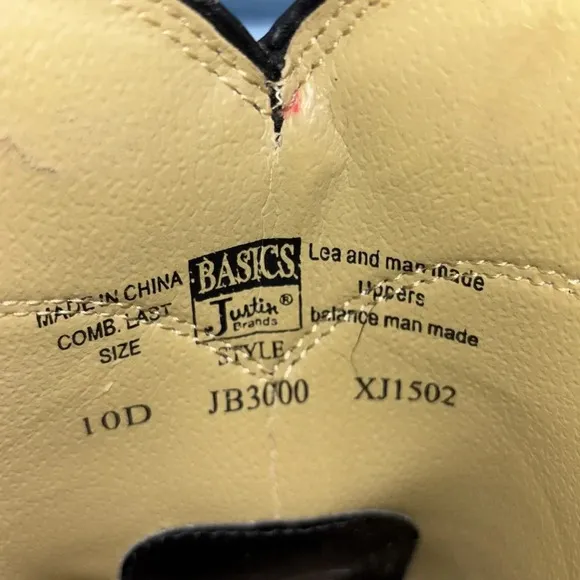 MADE IN CHINA
COMB. LAST
SIZE
10D
BASICS
by Justin®
Brands
STYLE
JB3000
Lea and man made
Uppers
balance man made
XJ1502